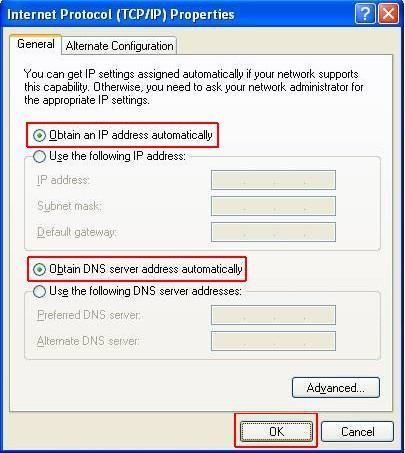 Internet Protocol (TCP/IP) Properties
General
Alternate Configuration
You can get IP settings assigned automatically if your network supports
this capability. Otherwise, you need to ask your network administrator for
the appropriate IP settings.
Obtain an IP address automatically
Use the following IP address:
IP address:
Subnet mask:
Default gateway:
Obtain DNS server address automatically
Use the following DNS server addresses:
Preferred DNS server:
Alternate DNS server:
Advanced...
OK
Cancel